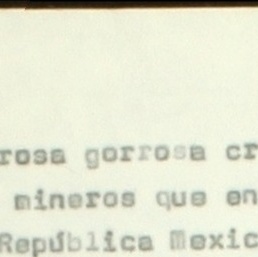 rosa gorrosa cr
mineros que en
República Mexic